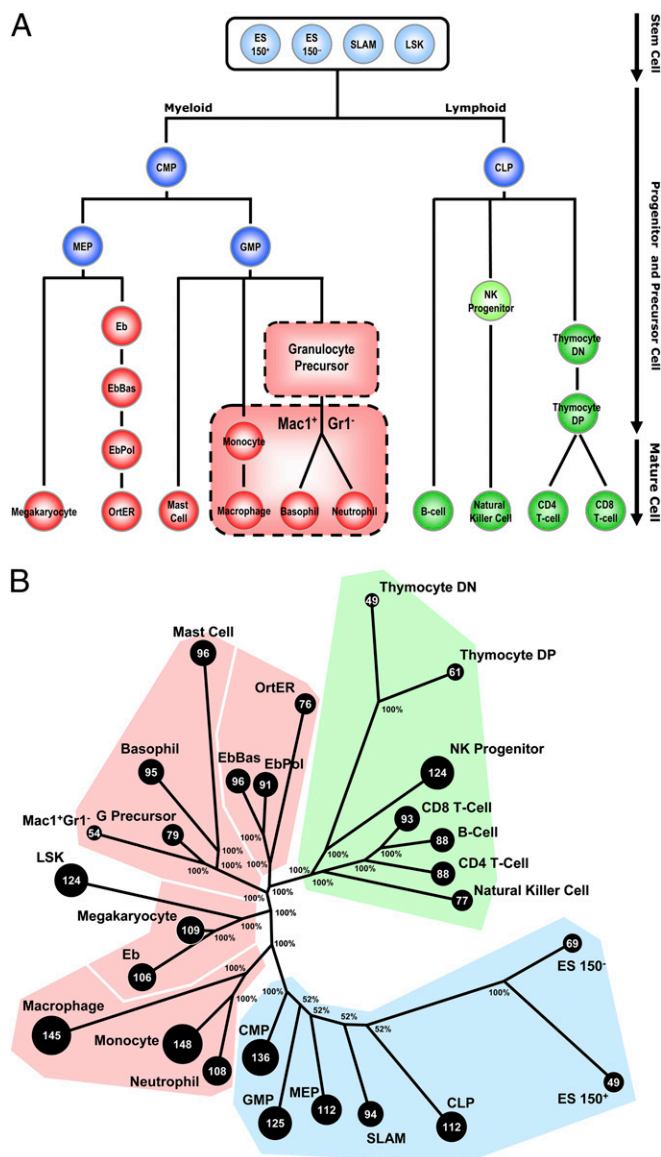 A
ES
150+
ES
150–
SLAM
LSK
Stem Cell
Myeloid
Lymphoid
CMP
CLP
Progenitor and Precursor Cell
MEP
GMP
NK
Progenitor
Eb
Granulocyte
Precursor
Thymocyte
DN
EbBas
Thymocyte
DP
Mac1+ Gr1-
EbPol
Monocyte
Mature Cell
Megakaryocyte
OrtER
Mast
Cell
Macrophage
Basophil
Neutrophil
B-cell
Natural
Killer Cell
CD4
T-cell
CD8
T-cell
B
Thymocyte DN
49
Mast Cell
96
Thymocyte DP
61
OrtER
76
100%
Basophil
95
EbBas
96
EbPol
91
NK Progenitor
124
Mac1+Gr1-
54
G Precursor
79
CD8 T-Cell
93
B-Cell
88
100%
100%
100%
100%
100%
100%
100%
100%
LSK
124
CD4 T-Cell
88
100%
100%
100%
100%
Natural Killer Cell
77
Megakaryocyte
109
100%
100%
100%
Eb
106
100%
ES 150-
69
Macrophage
145
100%
100%
100%
52%
52%
52%
52%
100%
Monocyte
148
CMP
136
Neutrophil
108
GMP
125
MEP
112
SLAM
94
CLP
112
ES 150+
49